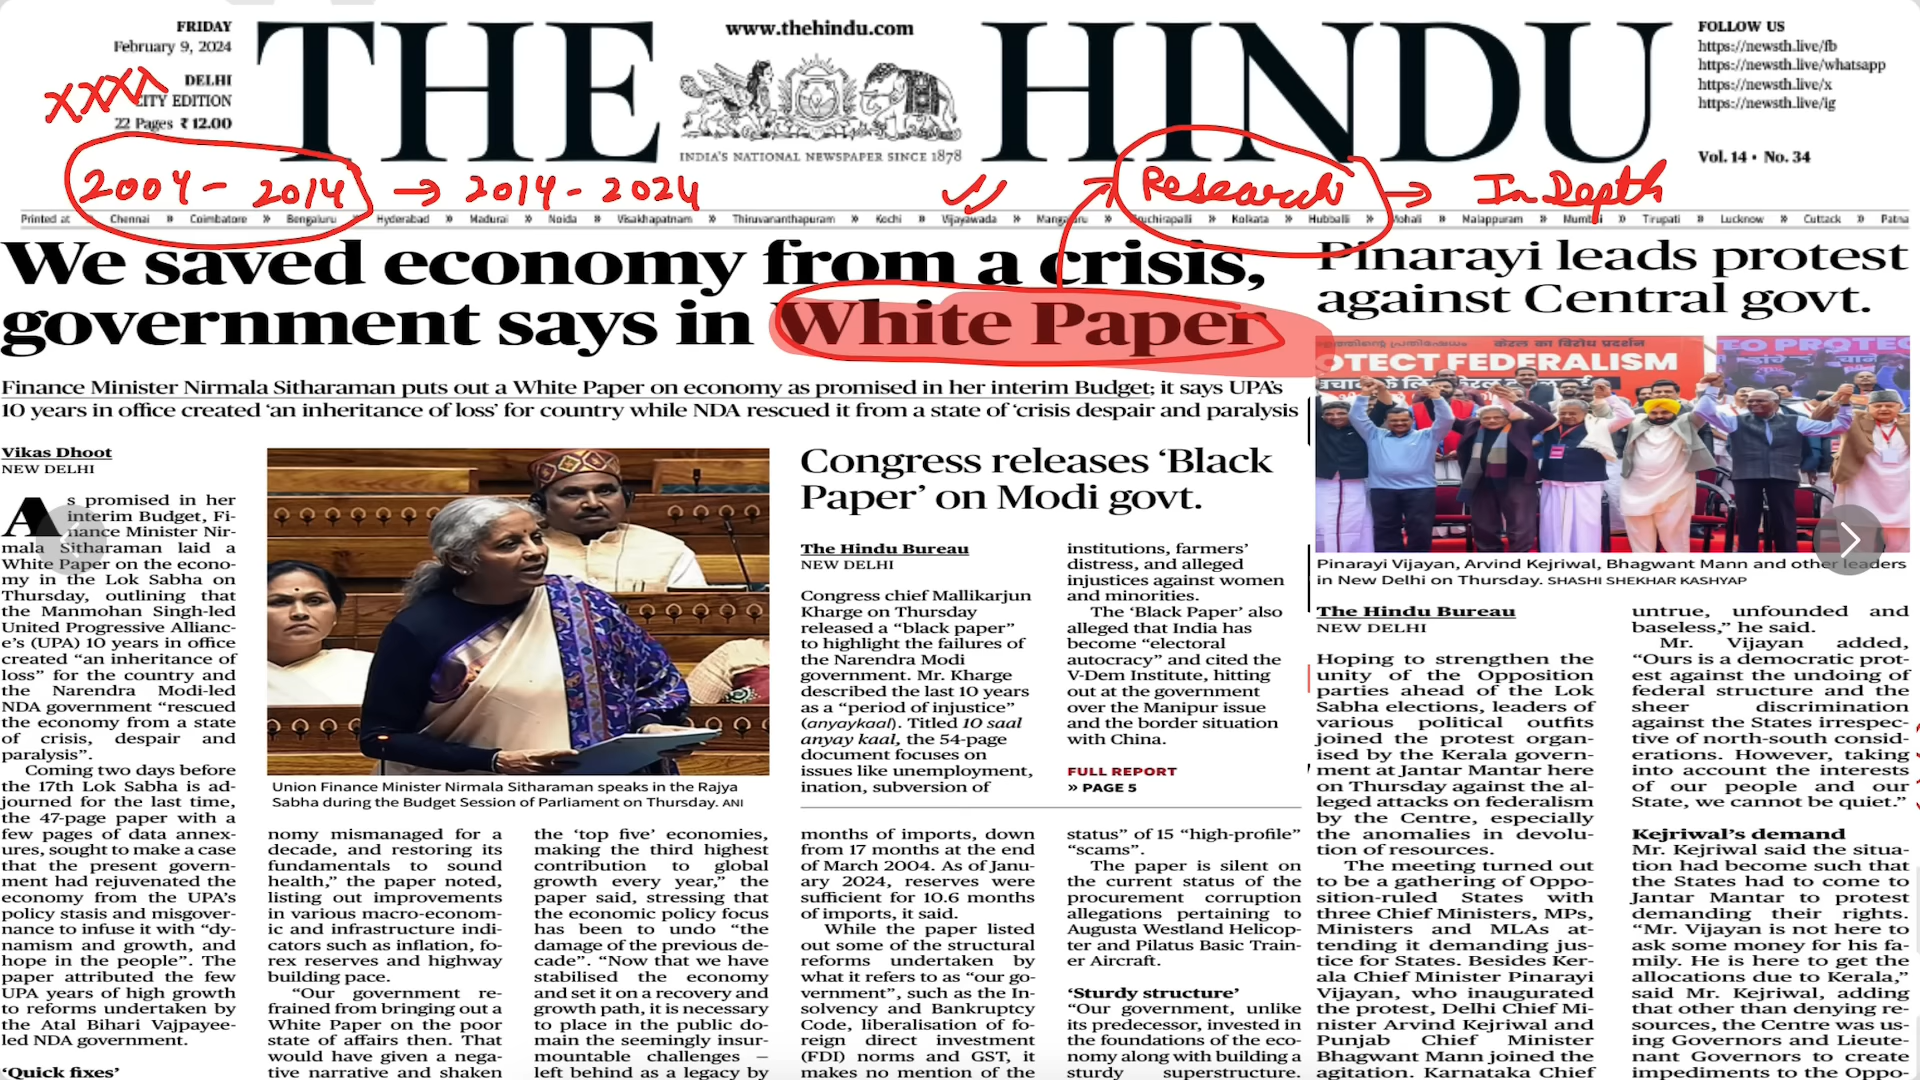 FRIDAY
February 9, 2024
DELHI
CITY EDITION
22 Pages ₹ 12.00
XXXX
THE HINDU
www.thehindu.com
INDIA'S NATIONAL NEWSPAPER SINCE 1878
FOLLOW US
https://newsth.live/fb
https://newsth.live/whatsapp
https://newsth.live/x
https://newsth.live/ig
Vol. 14 • No. 34
2004 - 2014 → 2014 - 2024
Research → In Depth
Printed at » Chennai » Coimbatore » Bengaluru » Hyderabad » Madurai » Noida » Visakhapatnam » Thiruvananthapuram » Kochi » Vijayawada » Mangaluru » Tiruchirapalli » Kolkata » Hubballi » Mohali » Malappuram » Mumbai » Tirupati » Lucknow » Cuttack » Patna
We saved economy from a crisis,
government says in White Paper
Finance Minister Nirmala Sitharaman puts out a White Paper on economy as promised in her interim Budget; it says UPA's
10 years in office created 'an inheritance of loss' for country while NDA rescued it from a state of 'crisis despair and paralysis
Vikas Dhoot
NEW DELHI
As promised in her
interim Budget, Fi-
nance Minister Nir-
mala Sitharaman laid a
White Paper on the econo-
my in the Lok Sabha on
Thursday, outlining that
the Manmohan Singh-led
United Progressive Allianc-
e's (UPA) 10 years in office
created "an inheritance of
loss" for the country and
the Narendra Modi-led
NDA government "rescued
the economy from a state
of crisis, despair and
paralysis".
Coming two days before
the 17th Lok Sabha is ad-
journed for the last time,
the 47-page paper with a
few pages of data annex-
ures, sought to make a case
that the present govern-
ment had rejuvenated the
economy from the UPA's
policy stasis and misgover-
nance to infuse it with "dy-
namism and growth, and
hope in the people". The
paper attributed the few
UPA years of high growth
to reforms undertaken by
the Atal Bihari Vajpayee-
led NDA government.
'Quick fixes'
Union Finance Minister Nirmala Sitharaman speaks in the Rajya
Sabha during the Budget Session of Parliament on Thursday. ANI
nomy mismanaged for a
decade, and restoring its
fundamentals to sound
health," the paper noted,
listing out improvements
in various macro-econom-
ic and infrastructure indi-
cators such as inflation, fo-
rex reserves and highway
building pace.
"Our government re-
frained from bringing out a
White Paper on the poor
state of affairs then. That
would have given a nega-
tive narrative and shaken
the 'top five' economies,
making the third highest
contribution to global
growth every year," the
paper said, stressing that
the economic policy focus
has been to undo "the
damage of the previous de-
cade". "Now that we have
stabilised the economy
and set it on a recovery and
growth path, it is necessary
to place in the public do-
main the seemingly insur-
mountable challenges –
left behind as a legacy by
Congress releases 'Black
Paper' on Modi govt.
The Hindu Bureau
NEW DELHI
Congress chief Mallikarjun
Kharge on Thursday
released a "black paper"
to highlight the failures of
the Narendra Modi
government. Mr. Kharge
described the last 10 years
as a "period of injustice"
(anyaykaal). Titled 10 saal
anyay kaal, the 54-page
document focuses on
issues like unemployment,
ination, subversion of
institutions, farmers'
distress, and alleged
injustices against women
and minorities.
The 'Black Paper' also
alleged that India has
become "electoral
autocracy" and cited the
V-Dem Institute, hitting
out at the government
over the Manipur issue
and the border situation
with China.
FULL REPORT
» PAGE 5
months of imports, down
from 17 months at the end
of March 2004. As of Janu-
ary 2024, reserves were
sufficient for 10.6 months
of imports, it said.
While the paper listed
out some of the structural
reforms undertaken by
what it refers to as "our go-
vernment", such as the In-
solvency and Bankruptcy
Code, liberalisation of fo-
reign direct investment
(FDI) norms and GST, it
makes no mention of the
status" of 15 "high-profile"
"scams".
The paper is silent on
the current status of the
procurement corruption
allegations pertaining to
Augusta Westland Helicop-
ter and Pilatus Basic Train-
er Aircraft.
'Sturdy structure'
"Our government, unlike
its predecessor, invested in
the foundations of the eco-
nomy along with building a
sturdy superstructure.
Pinarayi leads protest
against Central govt.
केरल का विरोध प्रदर्शन
OTECT FEDERALISM
TO PROTEC
Pinarayi Vijayan, Arvind Kejriwal, Bhagwant Mann and other leaders
in New Delhi on Thursday. SHASHI SHEKHAR KASHYAP
The Hindu Bureau
NEW DELHI
Hoping to strengthen the
unity of the Opposition
parties ahead of the Lok
Sabha elections, leaders of
various political outfits
joined the protest organ-
ised by the Kerala govern-
ment at Jantar Mantar here
on Thursday against the al-
leged attacks on federalism
by the Centre, especially
the anomalies in devolu-
tion of resources.
The meeting turned out
to be a gathering of Oppo-
sition-ruled States with
three Chief Ministers, MPs,
Ministers and MLAs at-
tending it demanding jus-
tice for States. Besides Ker-
ala Chief Minister Pinarayi
Vijayan, who inaugurated
the protest, Delhi Chief Mi-
nister Arvind Kejriwal and
Punjab Chief Minister
Bhagwant Mann joined the
agitation. Karnataka Chief
untrue, unfounded and
baseless," he said.
Mr. Vijayan added,
"Ours is a democratic prot-
est against the undoing of
federal structure and the
sheer discrimination
against the States irrespec-
tive of north-south consid-
erations. However, taking
into account the interests
of our people and our
State, we cannot be quiet."
Kejriwal's demand
Mr. Kejriwal said the situa-
tion had become such that
the States had to come to
Jantar Mantar to protest
demanding their rights.
"Mr. Vijayan is not here to
ask some money for his fa-
mily. He is here to get the
allocations due to Kerala,"
said Mr. Kejriwal, adding
that other than denying re-
sources, the Centre was us-
ing Governors and Lieute-
nant Governors to create
impediments to the Oppo-